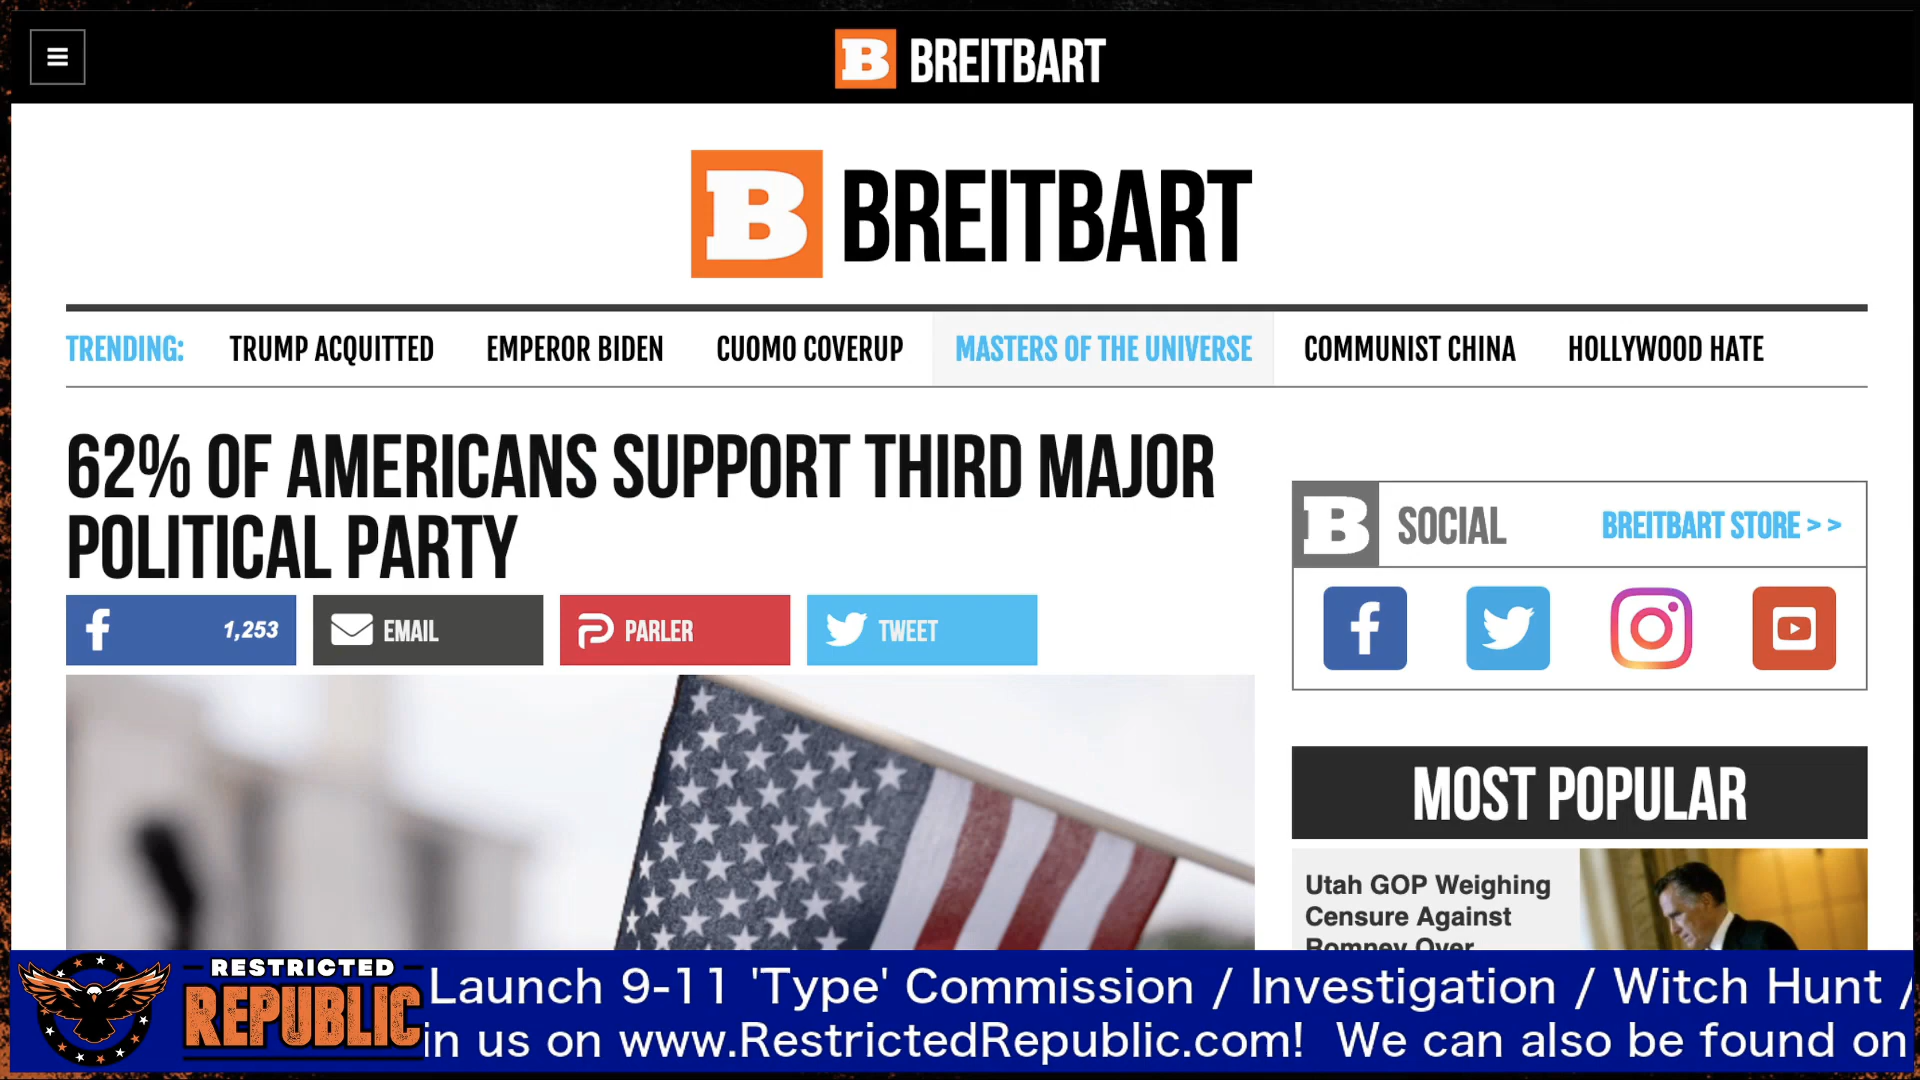 B BREITBART
B BREITBART
TRENDING: TRUMP ACQUITTED EMPEROR BIDEN CUOMO COVERUP MASTERS OF THE UNIVERSE COMMUNIST CHINA HOLLYWOOD HATE
62% OF AMERICANS SUPPORT THIRD MAJOR
POLITICAL PARTY
1,253 EMAIL PARLER TWEET
B SOCIAL BREITBART STORE >>
MOST POPULAR
Utah GOP Weighing
Censure Against
Romney Over
RESTRICTED
REPUBLIC
Launch 9-11 'Type' Commission / Investigation / Witch Hunt /
in us on www.RestrictedRepublic.com! We can also be found on